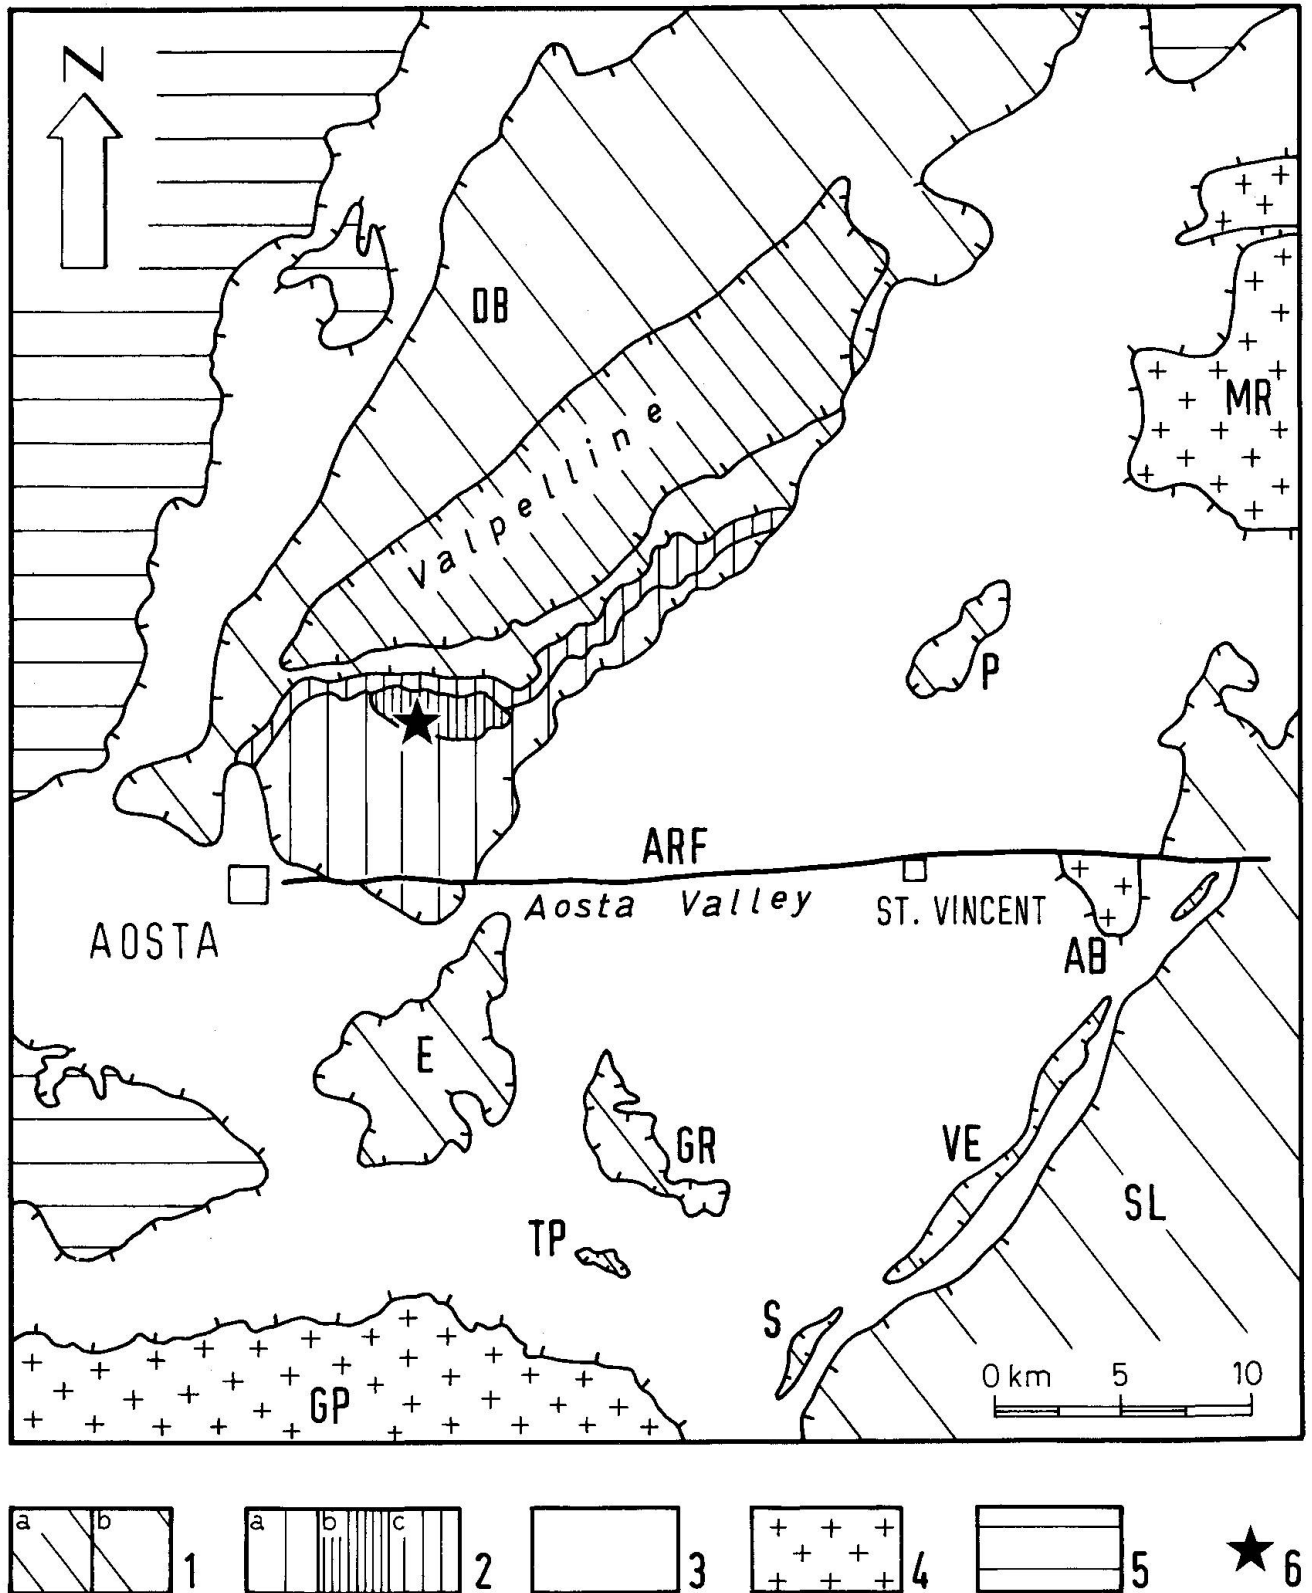 N
DB
MR
Valpelline
P
ARF
Aosta Valley
ST. VINCENT
AOSTA
AB
E
VE
GR
SL
TP
S
0 km 5 10
GP
a b 1 a b c 2 3 4 5 6